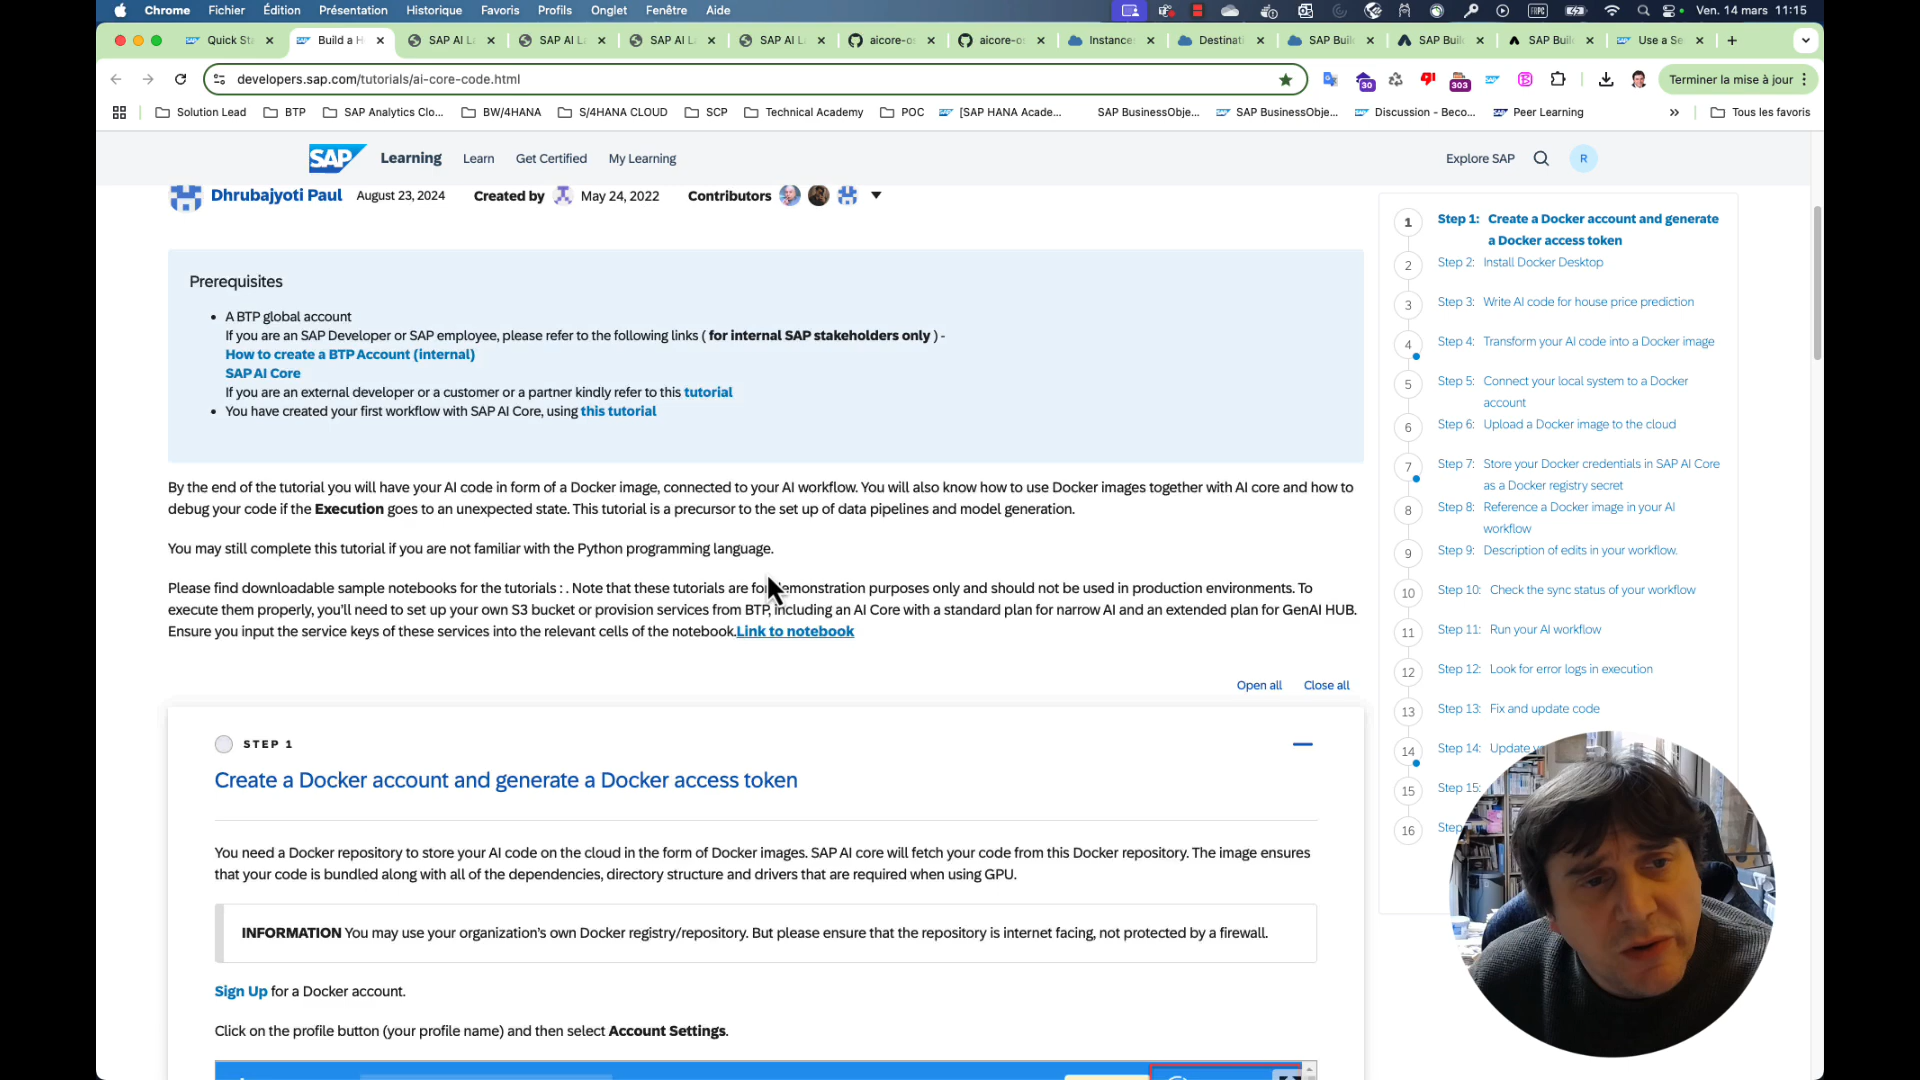 Chrome Fichier Édition Présentation Historique Favoris Profils Onglet Fenêtre Aide Ven. 14 mars 11:15
Quick St Build a H SAP AI L SAP AI L SAP AI L SAP AI L aicore-o aicore-o Instance Destinati SAP Buil SAP Buil SAP Buil Use a Se
developers.sap.com/tutorials/ai-core-code.html 30 303 Terminer la mise à jour
Solution Lead BTP SAP Analytics Clo... BW/4HANA S/4HANA CLOUD SCP Technical Academy POC [SAP HANA Acade... SAP BusinessObje... SAP BusinessObje... Discussion - Beco... Peer Learning » Tous les favoris
SAP Learning Learn Get Certified My Learning Explore SAP R
Dhrubajyoti Paul August 23, 2024 Created by May 24, 2022 Contributors
Prerequisites
• A BTP global account
If you are an SAP Developer or SAP employee, please refer to the following links ( for internal SAP stakeholders only ) -
How to create a BTP Account (internal)
SAP AI Core
If you are an external developer or a customer or a partner kindly refer to this tutorial
• You have created your first workflow with SAP AI Core, using this tutorial
By the end of the tutorial you will have your AI code in form of a Docker image, connected to your AI workflow. You will also know how to use Docker images together with AI core and how to
debug your code if the Execution goes to an unexpected state. This tutorial is a precursor to the set up of data pipelines and model generation.
You may still complete this tutorial if you are not familiar with the Python programming language.
Please find downloadable sample notebooks for the tutorials : . Note that these tutorials are for demonstration purposes only and should not be used in production environments. To
execute them properly, you'll need to set up your own S3 bucket or provision services from BTP, including an AI Core with a standard plan for narrow AI and an extended plan for GenAI HUB.
Ensure you input the service keys of these services into the relevant cells of the notebook.Link to notebook
Open all Close all
STEP 1
Create a Docker account and generate a Docker access token
You need a Docker repository to store your AI code on the cloud in the form of Docker images. SAP AI core will fetch your code from this Docker repository. The image ensures
that your code is bundled along with all of the dependencies, directory structure and drivers that are required when using GPU.
INFORMATION You may use your organization's own Docker registry/repository. But please ensure that the repository is internet facing, not protected by a firewall.
Sign Up for a Docker account.
Click on the profile button (your profile name) and then select Account Settings.
1 Step 1: Create a Docker account and generate
a Docker access token
2 Step 2: Install Docker Desktop
3 Step 3: Write AI code for house price prediction
4 Step 4: Transform your AI code into a Docker image
5 Step 5: Connect your local system to a Docker
account
6 Step 6: Upload a Docker image to the cloud
7 Step 7: Store your Docker credentials in SAP AI Core
as a Docker registry secret
8 Step 8: Reference a Docker image in your AI
workflow
9 Step 9: Description of edits in your workflow.
10 Step 10: Check the sync status of your workflow
11 Step 11: Run your AI workflow
12 Step 12: Look for error logs in execution
13 Step 13: Fix and update code
14 Step 14: Update
15 Step 15:
16 Step